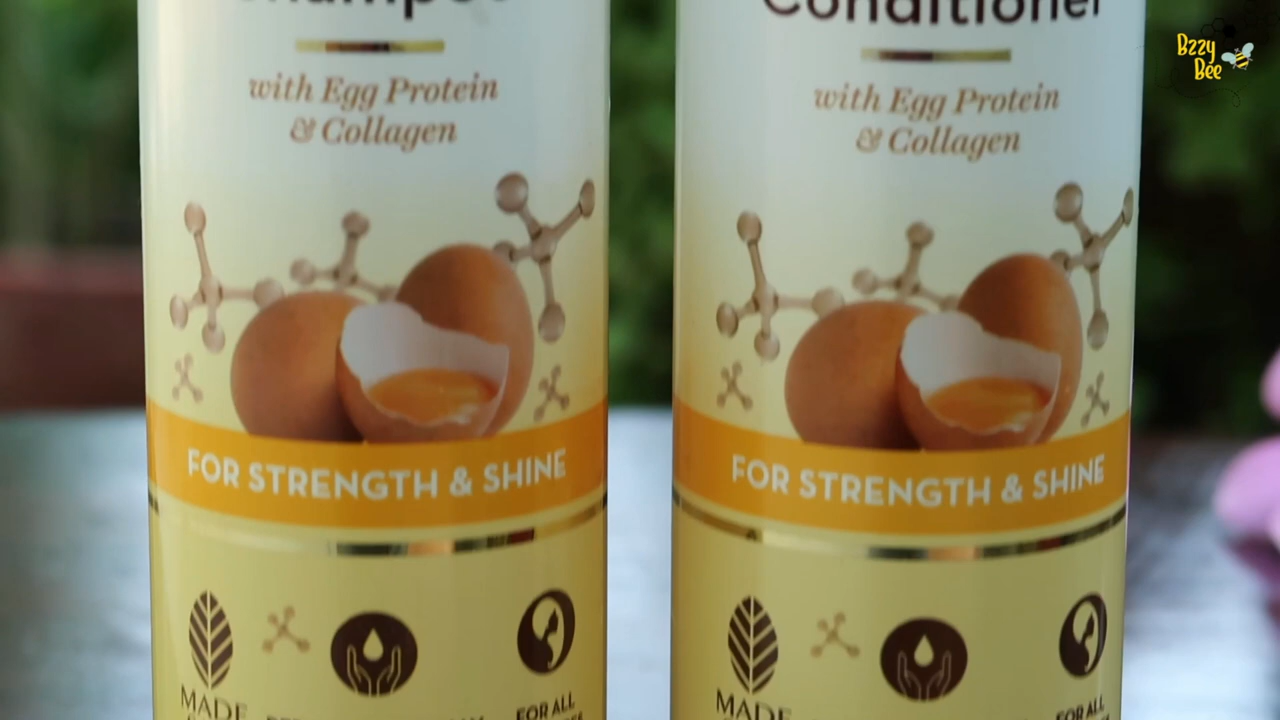 Conditioner
with Egg Protein
& Collagen
FOR STRENGTH & SHINE
MADE
FOR ALL
with Egg Protein
& Collagen
FOR STRENGTH & SHINE
MADE
FOR ALL
Bzzy
Bee